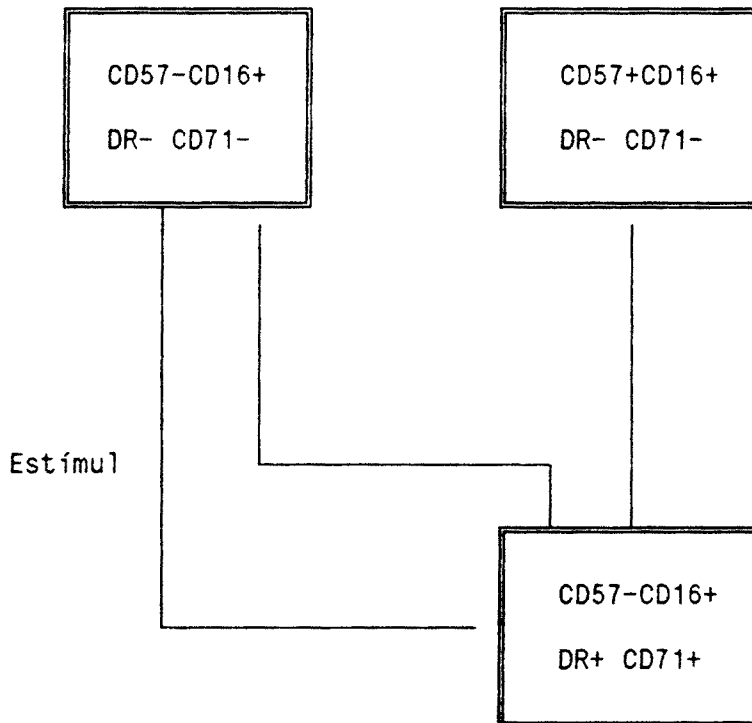 CD57-CD16+
DR- CD71-
CD57+CD16+
DR- CD71-
Estímul
CD57-CD16+
DR+ CD71+